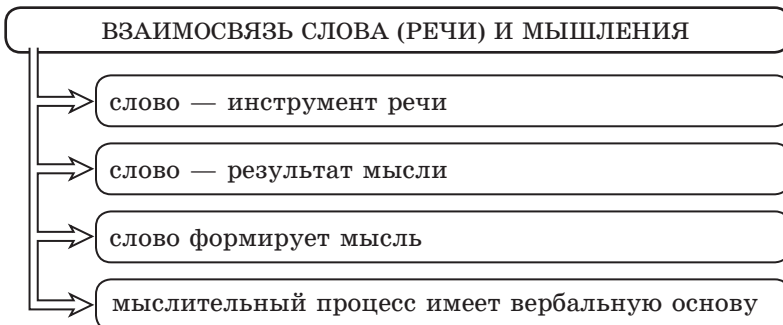 ВЗАИМОСВЯЗЬ СЛОВА (РЕЧИ) И МЫШЛЕНИЯ
слово — инструмент речи
слово — результат мысли
слово формирует мысль
мыслительный процесс имеет вербальную основу